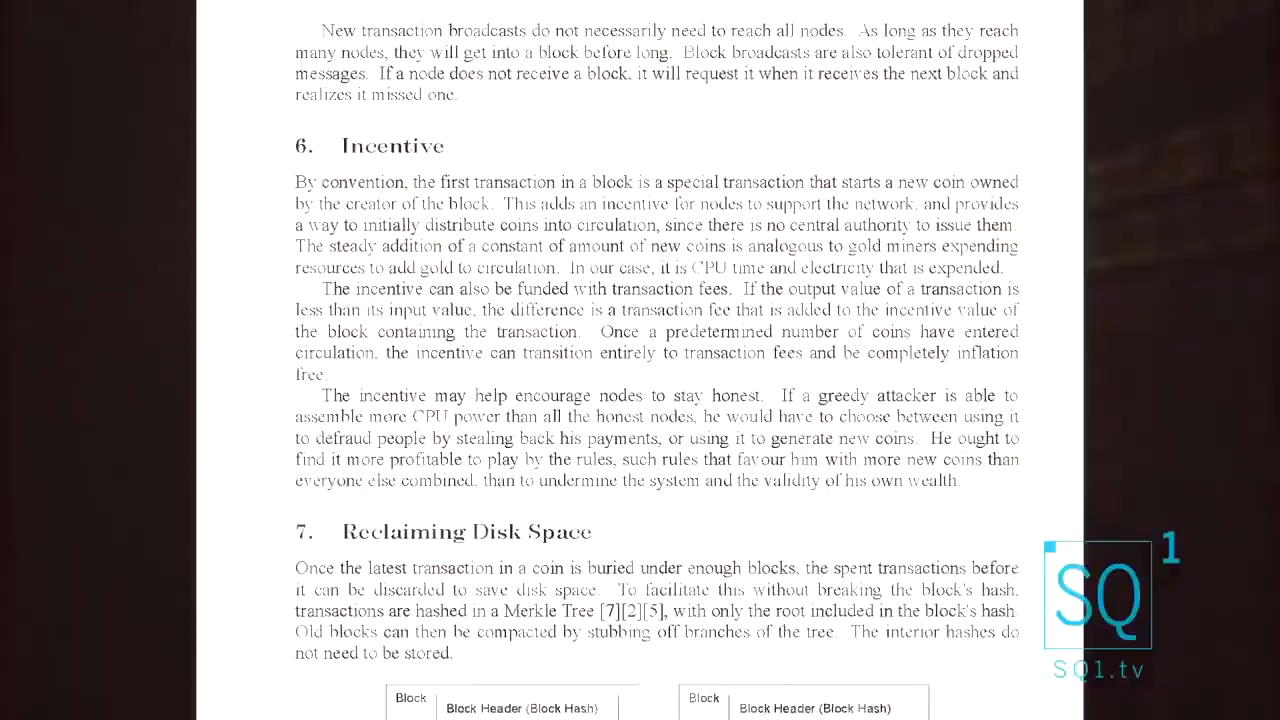 New transaction broadcasts do not necessarily need to reach all nodes. As long as they reach
many nodes, they will get into a block before long. Block broadcasts are also tolerant of dropped
messages. If a node does not receive a block, it will request it when it receives the next block and
realizes it missed one.
6. Incentive
By convention, the first transaction in a block is a special transaction that starts a new coin owned
by the creator of the block. This adds an incentive for nodes to support the network, and provides
a way to initially distribute coins into circulation, since there is no central authority to issue them.
The steady addition of a constant of amount of new coins is analogous to gold miners expending
resources to add gold to circulation. In our case, it is CPU time and electricity that is expended.
The incentive can also be funded with transaction fees. If the output value of a transaction is
less than its input value, the difference is a transaction fee that is added to the incentive value of
the block containing the transaction. Once a predetermined number of coins have entered
circulation, the incentive can transition entirely to transaction fees and be completely inflation
free.
The incentive may help encourage nodes to stay honest. If a greedy attacker is able to
assemble more CPU power than all the honest nodes, he would have to choose between using it
to defraud people by stealing back his payments, or using it to generate new coins. He ought to
find it more profitable to play by the rules, such rules that favour him with more new coins than
everyone else combined, than to undermine the system and the validity of his own wealth.
7. Reclaiming Disk Space
Once the latest transaction in a coin is buried under enough blocks, the spent transactions before
it can be discarded to save disk space. To facilitate this without breaking the block's hash,
transactions are hashed in a Merkle Tree [7][2][5], with only the root included in the block's hash.
Old blocks can then be compacted by stubbing off branches of the tree. The interior hashes do
not need to be stored.
Block Block
Block Header (Block Hash) Block Header (Block Hash)
SQ1
SQ1.tv